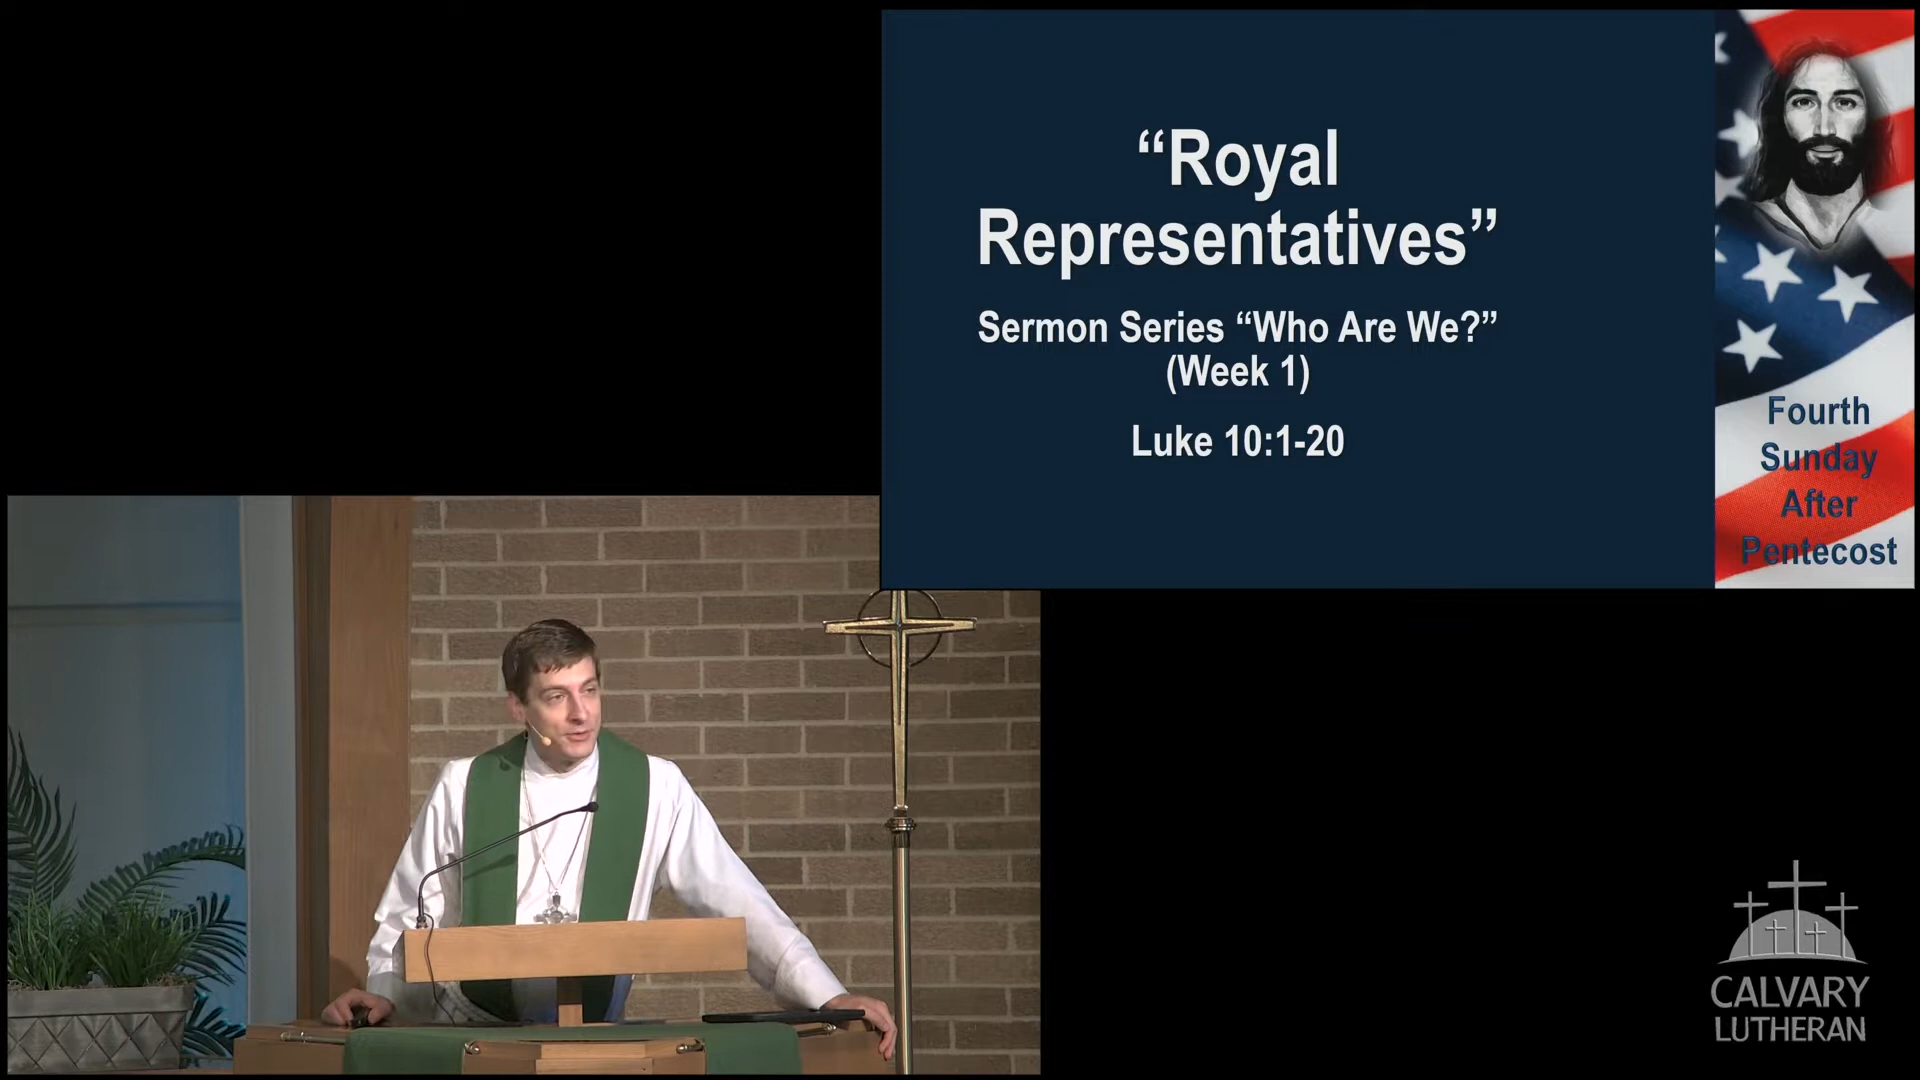 “Royal
Representatives”
Sermon Series “Who Are We?”
(Week 1)
Luke 10:1-20
Fourth
Sunday
After
Pentecost
CALVARY
LUTHERAN